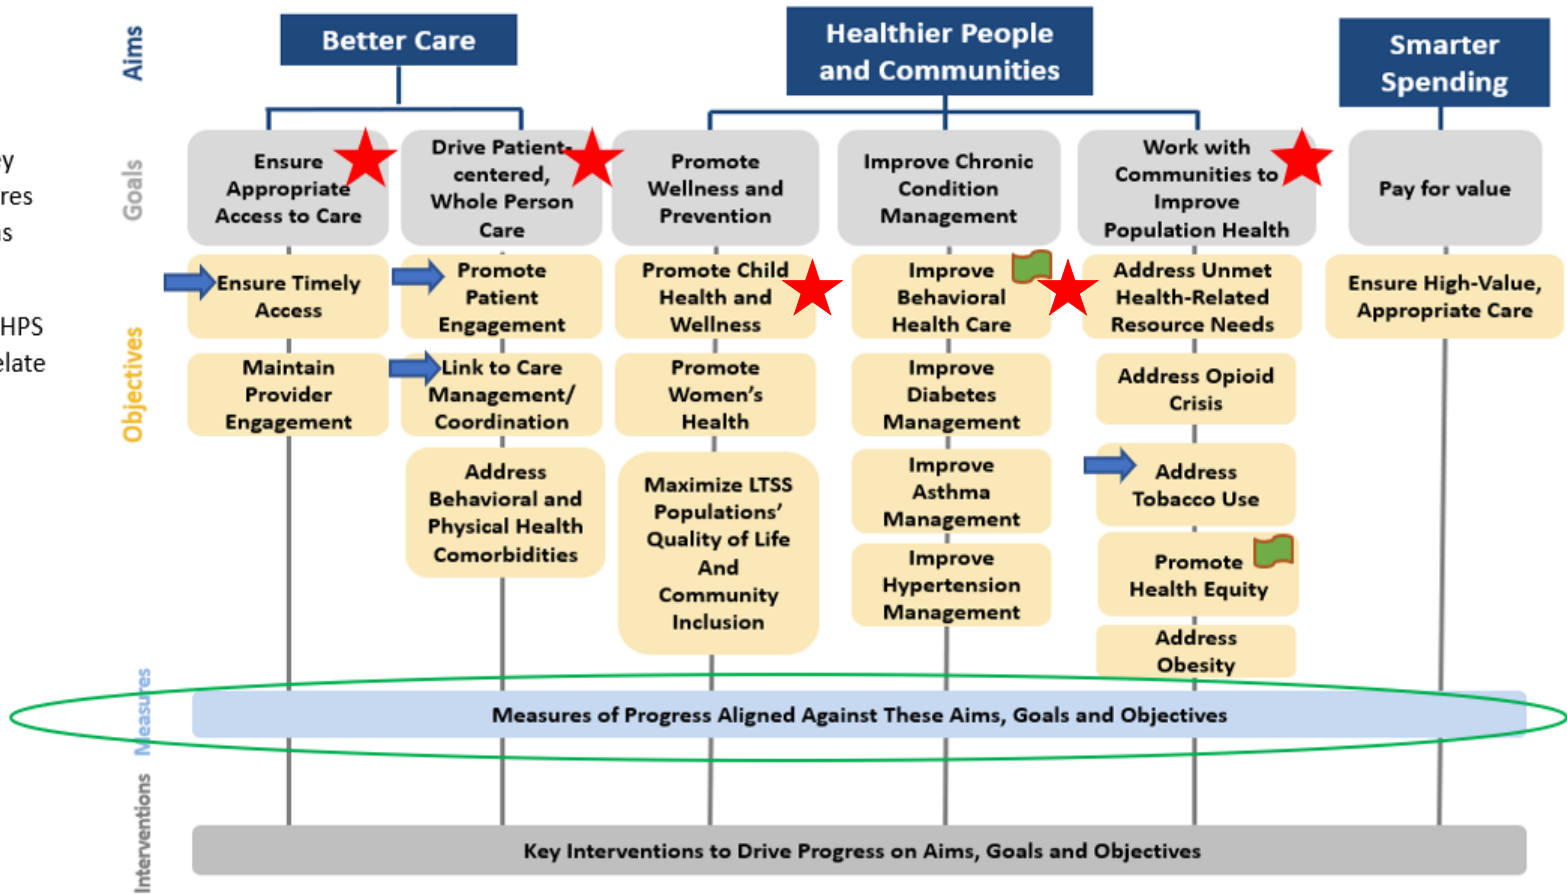 Aims
Better Care
Healthier People
and Communities
Smarter
Spending
ey
res
s
HPS
elate
Goals
Ensure
Appropriate
Access to Care
Drive Patient-
centered,
Whole Person
Care
Promote
Wellness and
Prevention
Improve Chronic
Condition
Management
Work with
Communities to
Improve
Population Health
Pay for value
Objectives
Ensure Timely
Access
Maintain
Provider
Engagement
Promote
Patient
Engagement
Link to Care
Management/
Coordination
Address
Behavioral and
Physical Health
Comorbidities
Promote Child
Health and
Wellness
Promote
Women’s
Health
Maximize LTSS
Populations’
Quality of Life
And
Community
Inclusion
Improve
Behavioral
Health Care
Improve
Diabetes
Management
Improve
Asthma
Management
Improve
Hypertension
Management
Address Unmet
Health-Related
Resource Needs
Address Opioid
Crisis
Address
Tobacco Use
Promote
Health Equity
Address
Obesity
Ensure High-Value,
Appropriate Care
Measures
Measures of Progress Aligned Against These Aims, Goals and Objectives
Interventions
Key Interventions to Drive Progress on Aims, Goals and Objectives